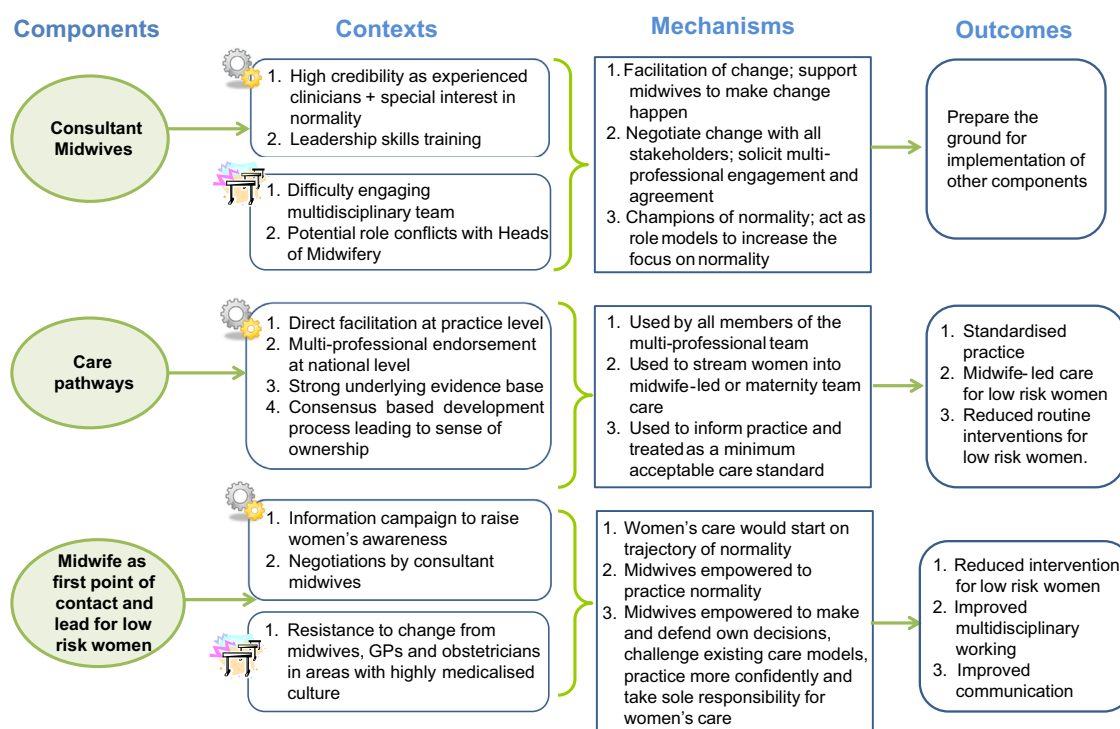 Components
Contexts
Mechanisms
Outcomes
Consultant
Midwives
1. High credibility as experienced
clinicians + special interest in
normality
2. Leadership skills training
1. Difficulty engaging
multidisciplinary team
2. Potential role conflicts with Heads
of Midwifery
1. Facilitation of change; support
midwives to make change
happen
2. Negotiate change with all
stakeholders; solicit multi-
professional engagement and
agreement
3. Champions of normality; act as
role models to increase the
focus on normality
Prepare the
ground for
implementation of
other components
Care
pathways
1. Direct facilitation at practice level
2. Multi-professional endorsement
at national level
3. Strong underlying evidence base
4. Consensus based development
process leading to sense of
ownership
1. Used by all members of the
multi-professional team
2. Used to stream women into
midwife-led or maternity team
care
3. Used to inform practice and
treated as a minimum
acceptable care standard
1. Standardised
practice
2. Midwife-led care
for low risk women
3. Reduced routine
interventions for
low risk women.
Midwife as
first point of
contact and
lead for low
risk women
1. Information campaign to raise
women's awareness
2. Negotiations by consultant
midwives
1. Resistance to change from
midwives, GPs and obstetricians
in areas with highly medicalised
culture
1. Women's care would start on
trajectory of normality
2. Midwives empowered to
practice normality
3. Midwives empowered to make
and defend own decisions,
challenge existing care models,
practice more confidently and
take sole responsibility for
women's care
1. Reduced intervention
for low risk women
2. Improved
multidisciplinary
working
3. Improved
communication